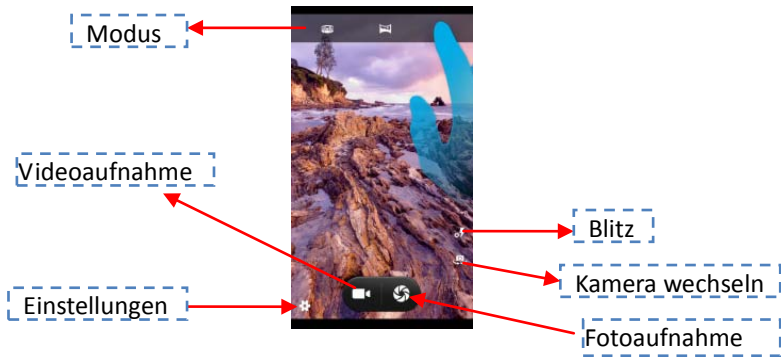 Modus
Videoaufnahme
Blitz
Kamera wechseln
Einstellungen
Fotoaufnahme